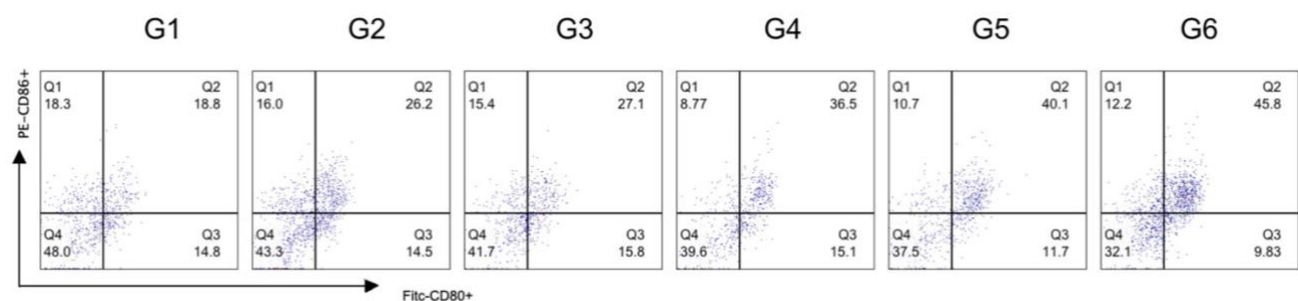 G1 G2 G3 G4 G5 G6
PE-CD86+
Q1 Q2 Q1 Q2 Q1 Q2 Q1 Q2 Q1 Q2 Q1 Q2
18.3 18.8 16.0 26.2 15.4 27.1 8.77 36.5 10.7 40.1 12.2 45.8
Q4 Q3 Q4 Q3 Q4 Q3 Q4 Q3 Q4 Q3 Q4 Q3
48.0 14.8 43.3 14.5 41.7 15.8 39.6 15.1 37.5 11.7 32.1 9.83
Fitc-CD80+